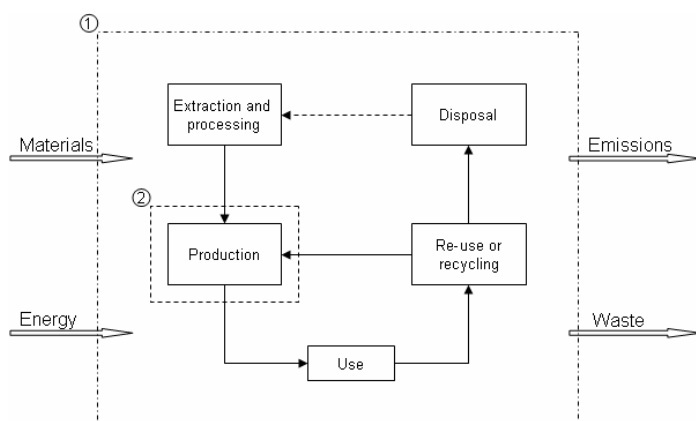 ①
Extraction and
processing
Disposal
Materials
Emissions
②
Production
Re-use or
recycling
Energy
Waste
Use